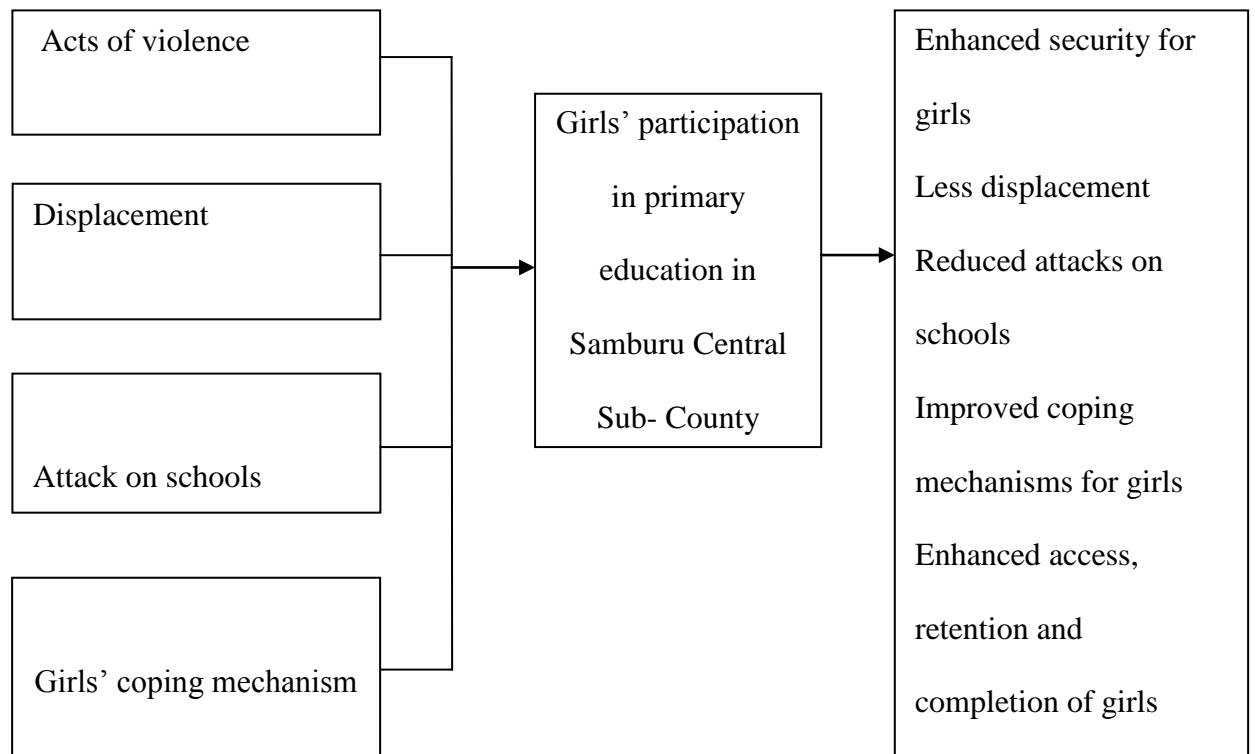 Acts of violence
Displacement
Attack on schools
Girls’ coping mechanism
Girls’ participation
in primary
education in
Samburu Central
Sub- County
Enhanced security for
girls
Less displacement
Reduced attacks on
schools
Improved coping
mechanisms for girls
Enhanced access,
retention and
completion of girls